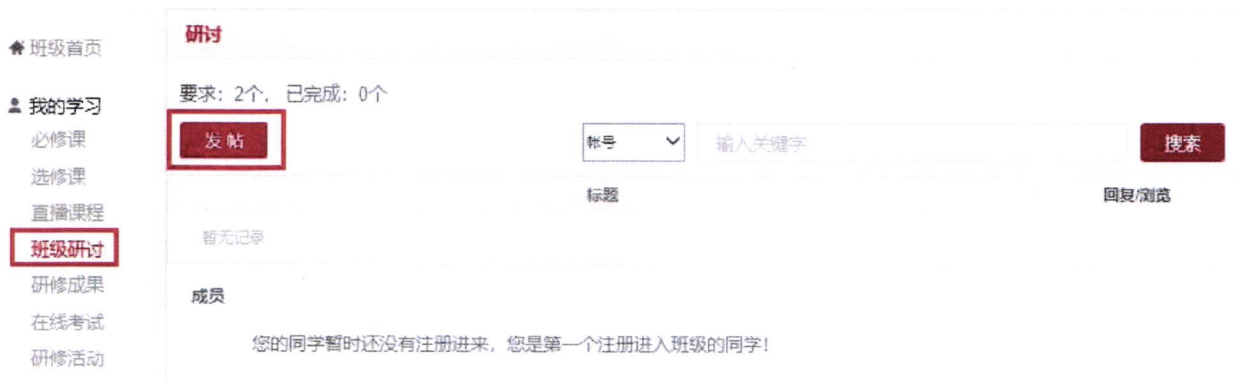 班级首页
我的学习
必修课
选修课
直播课程
班级研讨
研修成果
在线考试
研修活动
研讨
要求：2个，已完成：0个
发帖
帐号
输入关键字
搜索
标题
回复/浏览
暂无记录
成员
您的同学暂时还没有注册进来，您是第一个注册进入班级的同学！